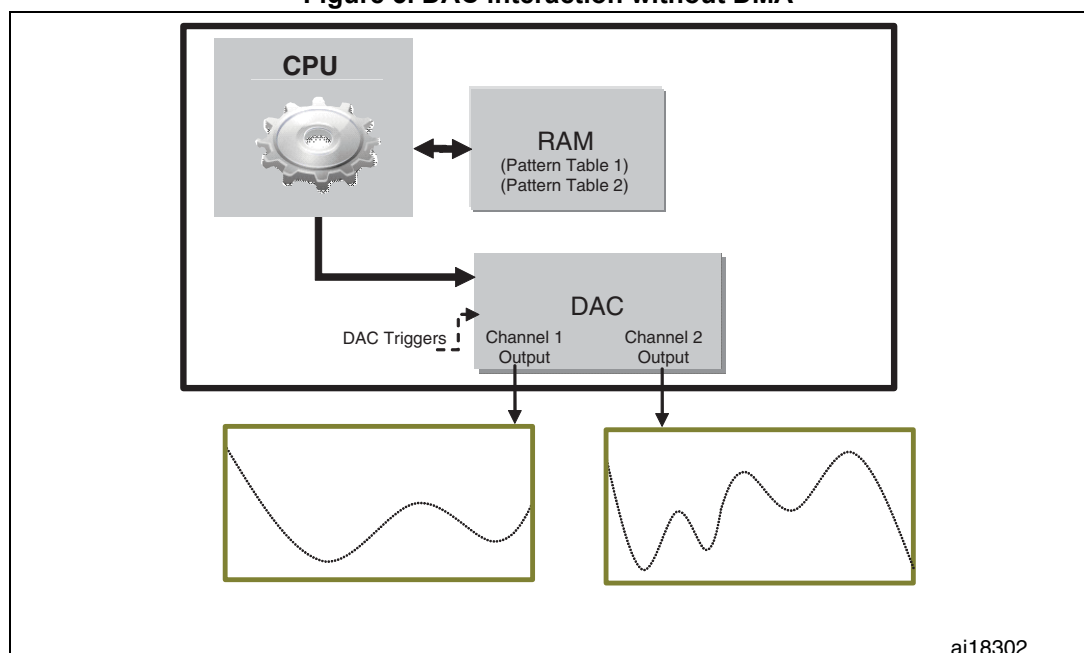 CPU
RAM
(Pattern Table 1)
(Pattern Table 2)
DAC
DAC Triggers
Channel 1
Output
Channel 2
Output
ai18302